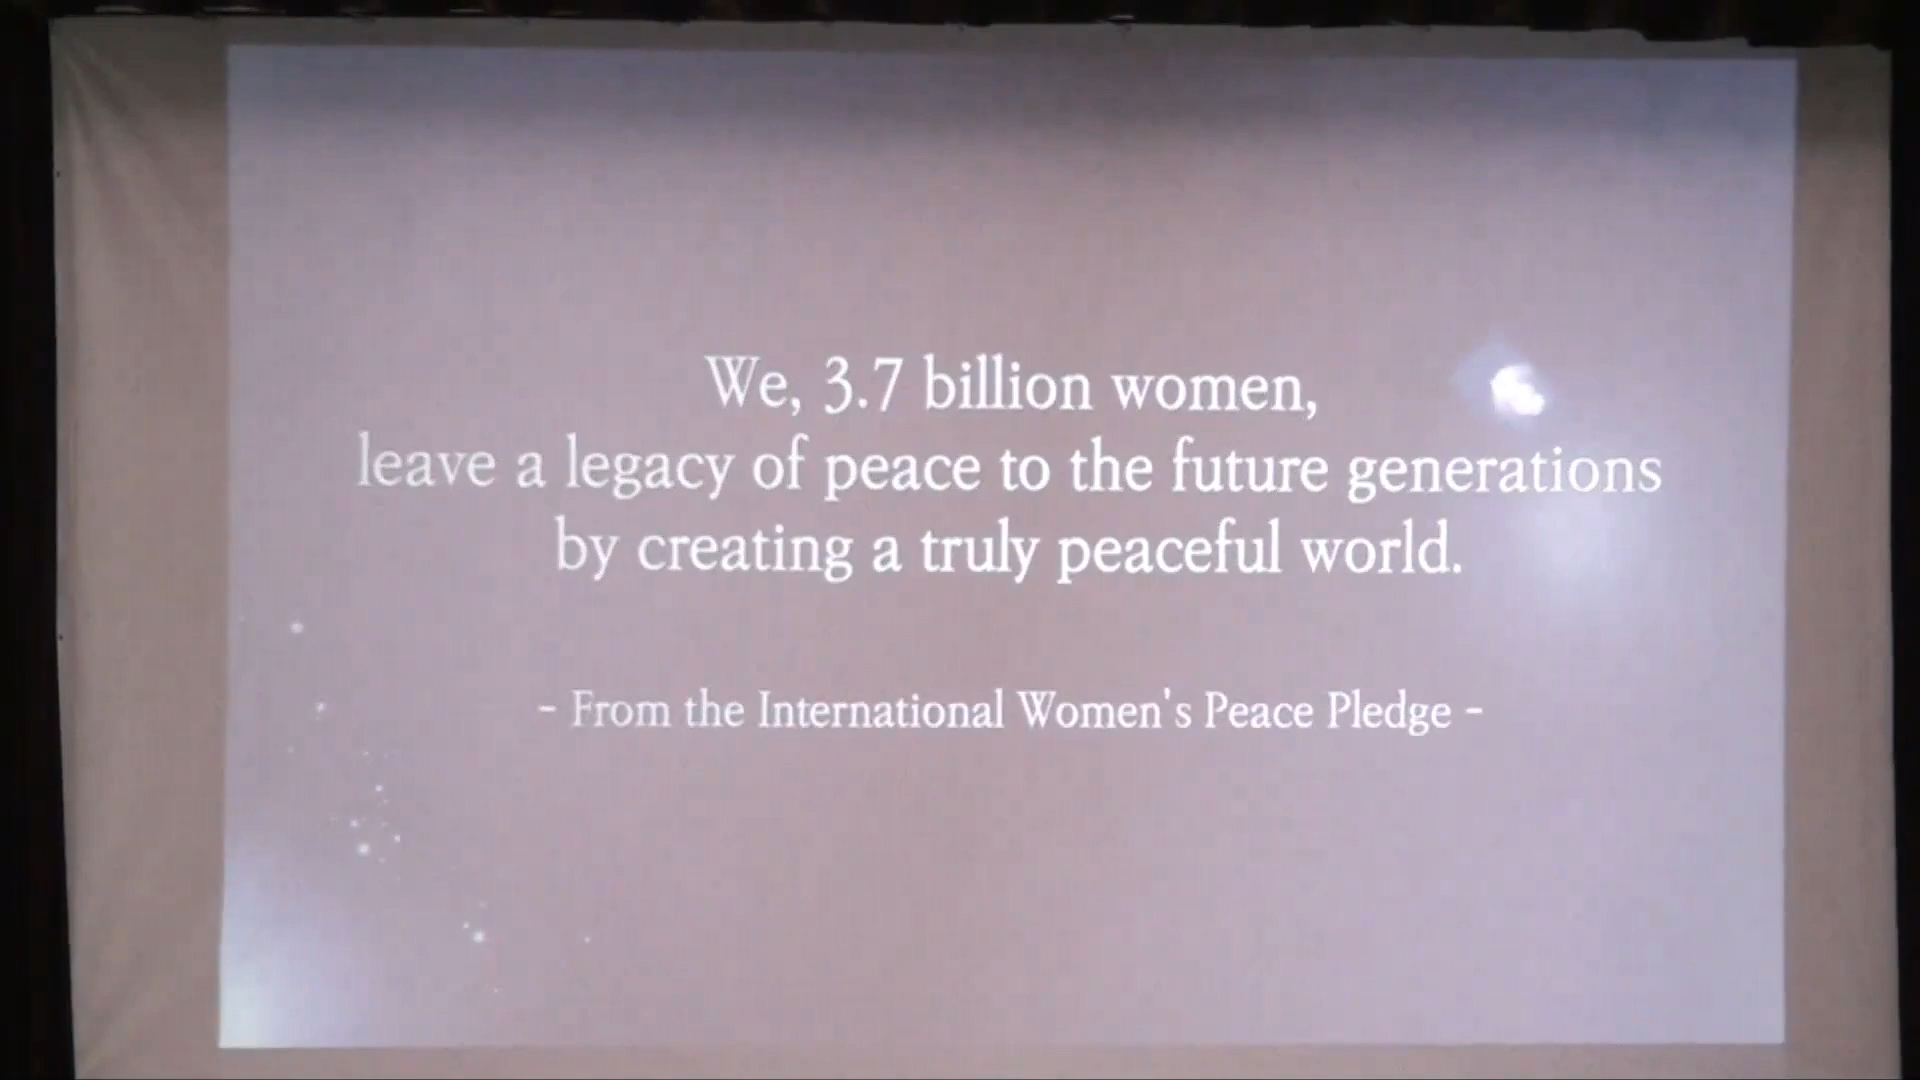 We, 3.7 billion women,
leave a legacy of peace to the future generations
by creating a truly peaceful world.
- From the International Women's Peace Pledge -